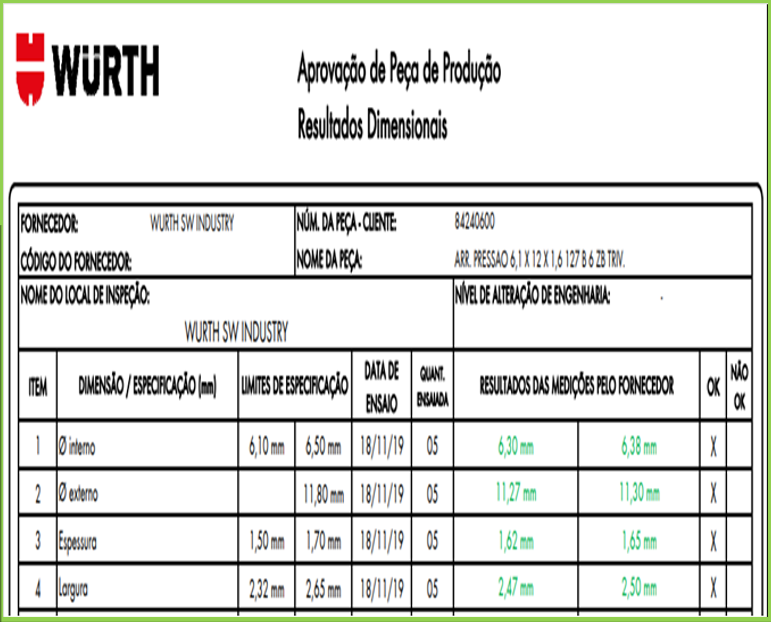 WÜRTH
Aprovação de Peça de Produção
Resultados Dimensionais
FORNECEDOR: WURTH SW INDUSTRY NÚM. DA PEÇA - CLIENTE: 84240600
CÓDIGO DO FORNECEDOR: NOME DA PEÇA: ARR. PRESSAO 6,1 X 12 X 1,6 127 B 6 ZB TRIV.
NOME DO LOCAL DE INSPEÇÃO: NÍVEL DE ALTERAÇÃO DE ENGENHARIA: .
WURTH SW INDUSTRY
ITEM DIMENSÃO / ESPECIFICAÇÃO (mm) LIMITES DE ESPECIFICAÇÃO DATA DE ENSAIO QUANT. ENSAIADA RESULTADOS DAS MEDIÇÕES PELO FORNECEDOR OK NÃO OK
1 Ø interno 6,10 mm 6,50 mm 18/11/19 05 6,30 mm 6,38 mm X
2 Ø externo 11,80 mm 18/11/19 05 11,27 mm 11,30 mm X
3 Espessura 1,50 mm 1,70 mm 18/11/19 05 1,62 mm 1,65 mm X
4 Largura 2,32 mm 2,65 mm 18/11/19 05 2,47 mm 2,50 mm X